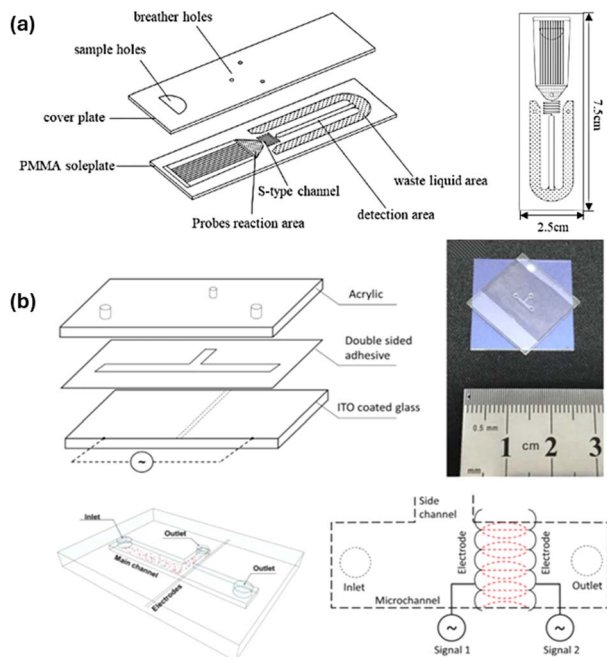 (a)
breather holes
sample holes
cover plate
PMMA soleplate
S-type channel
Probes reaction area
waste liquid area
detection area
7.5cm
2.5cm
(b)
Acrylic
Double sided
adhesive
ITO coated glass
~
0.5 mm
1 cm 2 3
mm
Inlet
Outlet
Outlet
Main channel
Electrodes
Side
channel
Electrode
Electrode
Inlet
Outlet
Microchannel
~
~
Signal 1
Signal 2